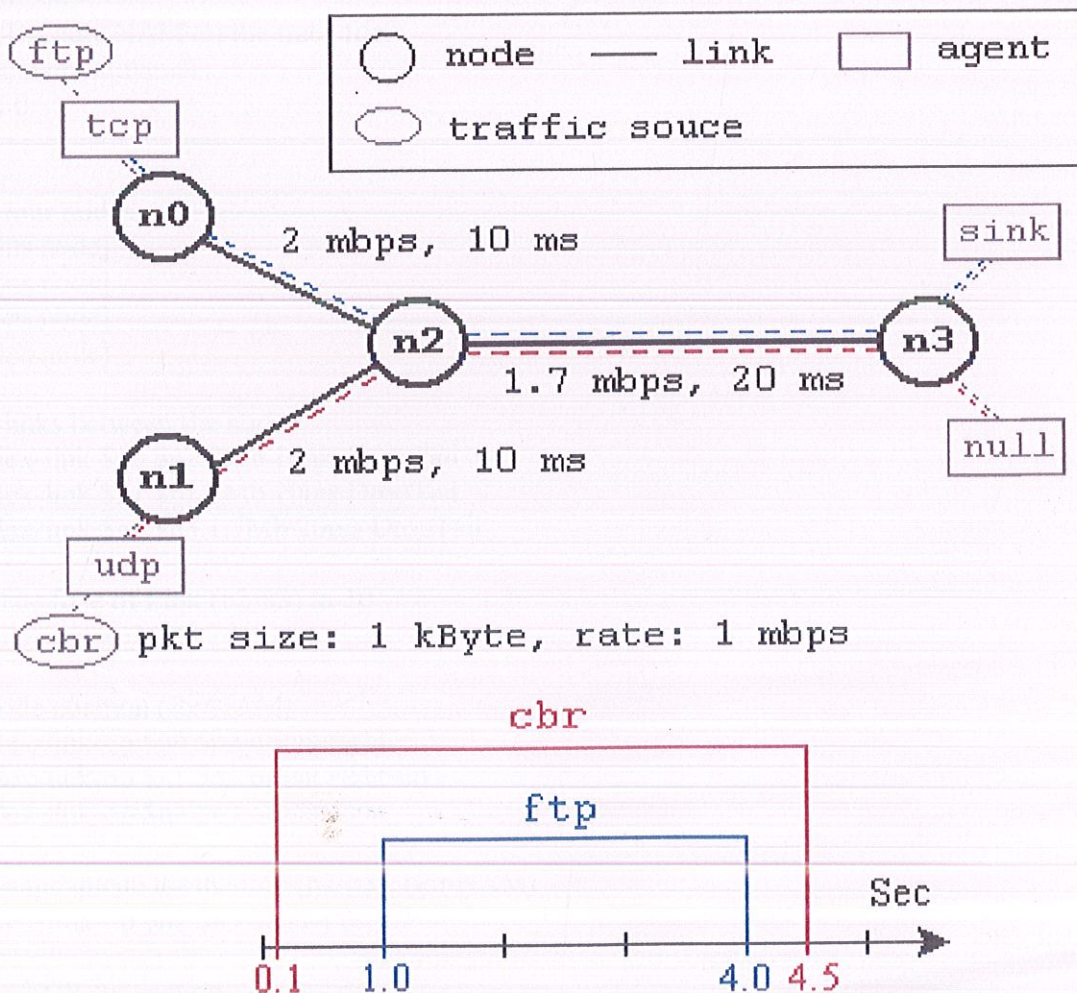 ftp
node
link
agent
traffic souce
tcp
n0
2 mbps, 10 ms
sink
n2
n3
1.7 mbps, 20 ms
n1
2 mbps, 10 ms
null
udp
cbr
pkt size: 1 kByte, rate: 1 mbps
cbr
ftp
Sec
0.1
1.0
4.0
4.5